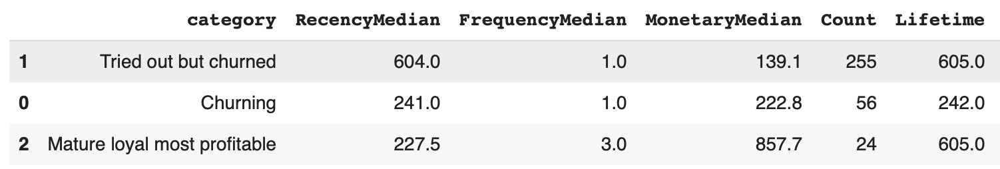 category RecencyMedian FrequencyMedian MonetaryMedian Count Lifetime
1 Tried out but churned 604.0 1.0 139.1 255 605.0
0 Churning 241.0 1.0 222.8 56 242.0
2 Mature loyal most profitable 227.5 3.0 857.7 24 605.0